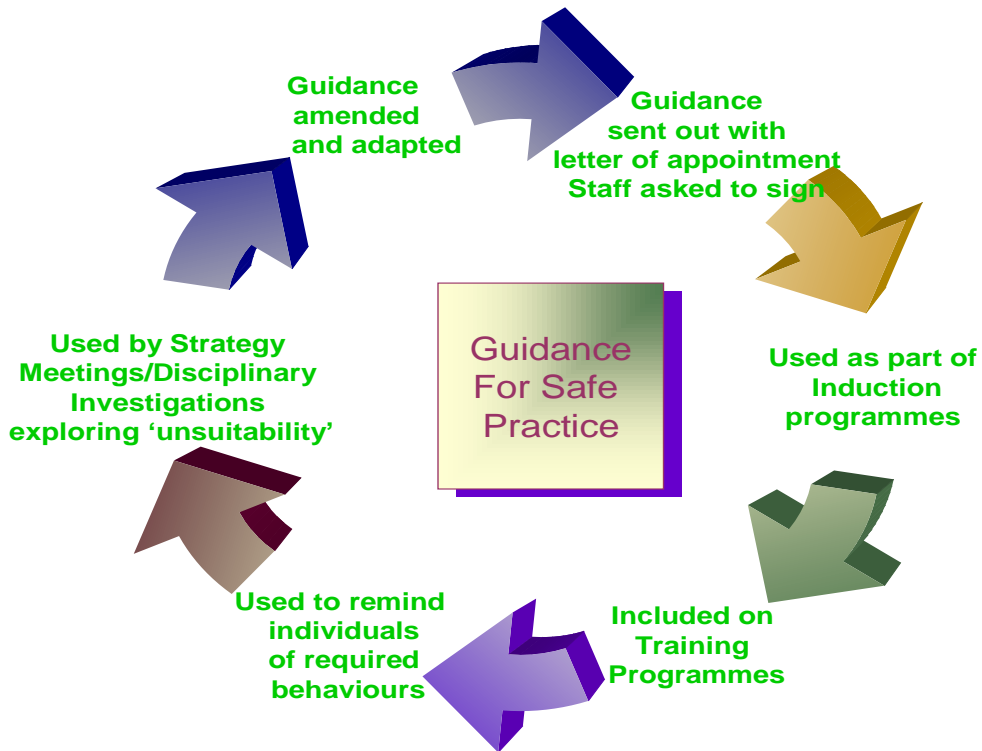 Guidance
amended
and adapted
Guidance
sent out with
letter of appointment
Staff asked to sign
Used as part of
Induction
programmes
Included on
Training
Programmes
Used to remind
individuals
of required
behaviours
Used by Strategy
Meetings/Disciplinary
Investigations
exploring ‘unsuitability’
Guidance
For Safe
Practice